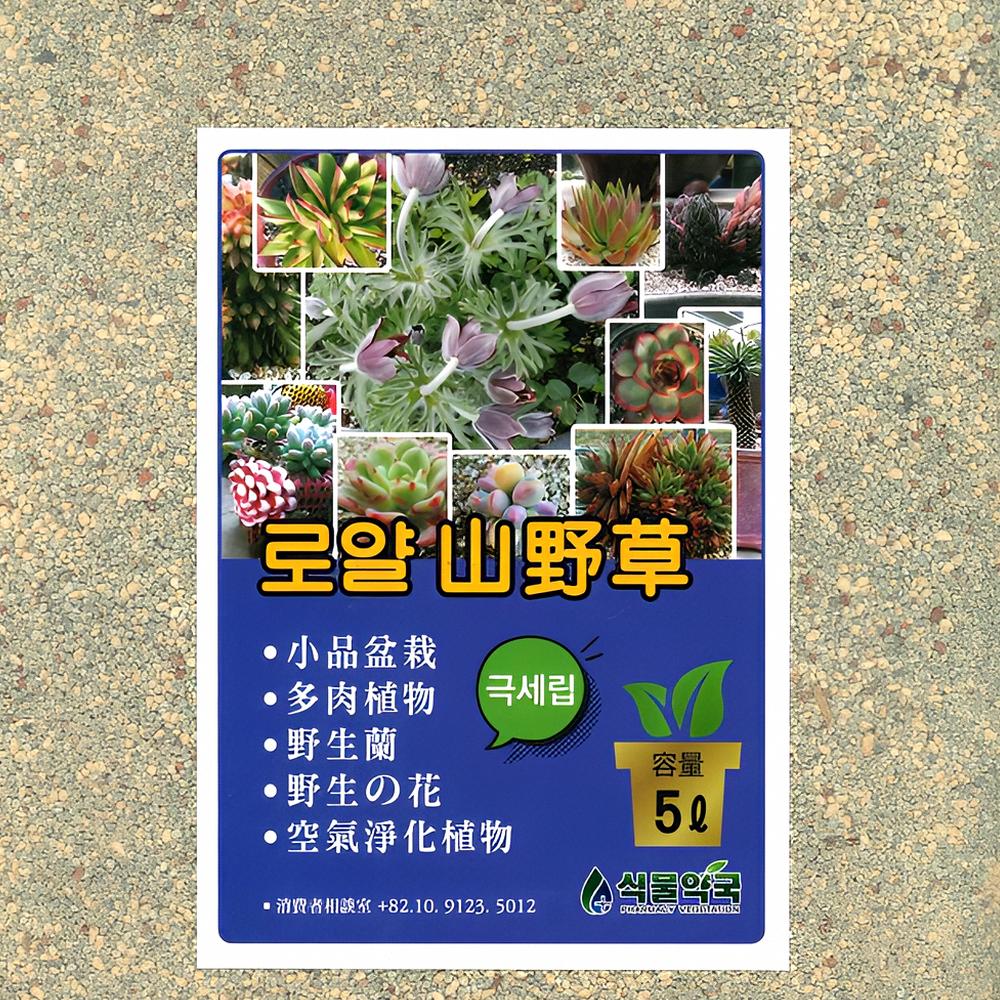 로얄 山野草
• 小品盆栽
• 多肉植物
• 野生蘭
• 野生の花
• 空氣淨化植物
극세립
容量
5ℓ
식물약국
PHARMACY VEGETATION
▪ 消費者相談室 +82.10. 9123. 5012